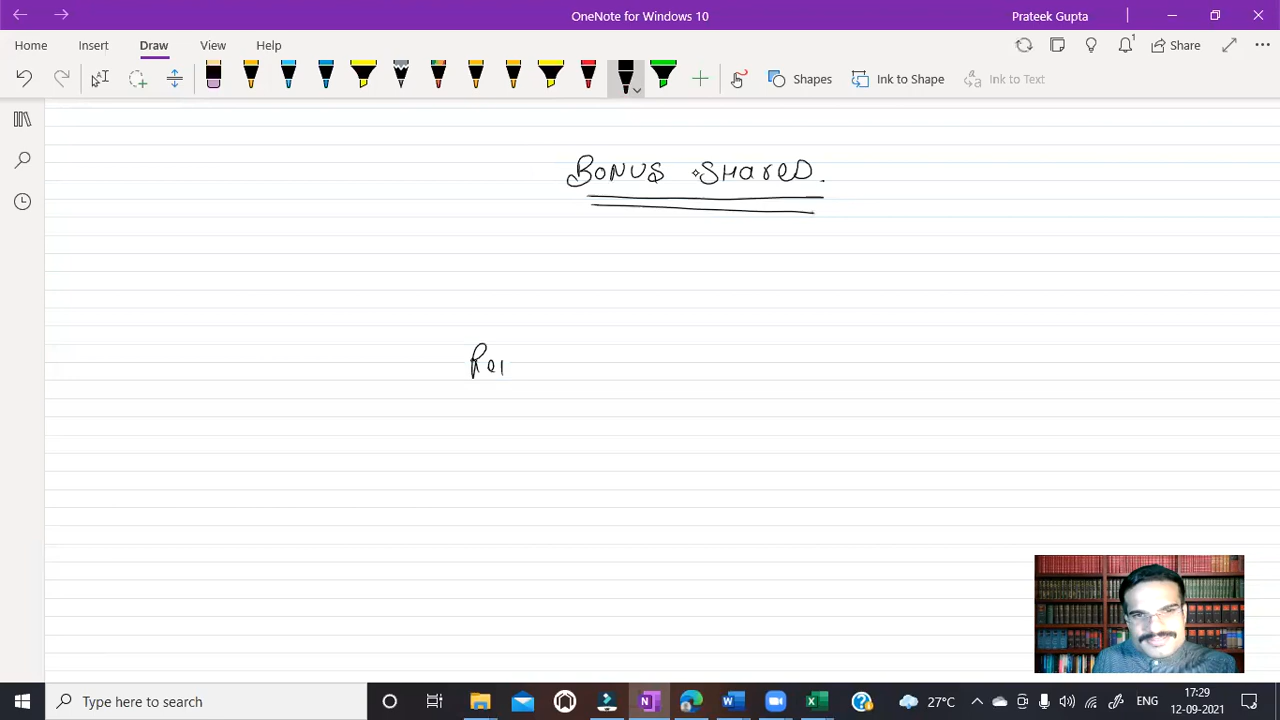 OneNote for Windows 10
Prateek Gupta
Home Insert Draw View Help
Share
Shapes Ink to Shape Ink to Text
BONUS SHareS.
Type here to search
27°C ENG 17:29
12-09-2021